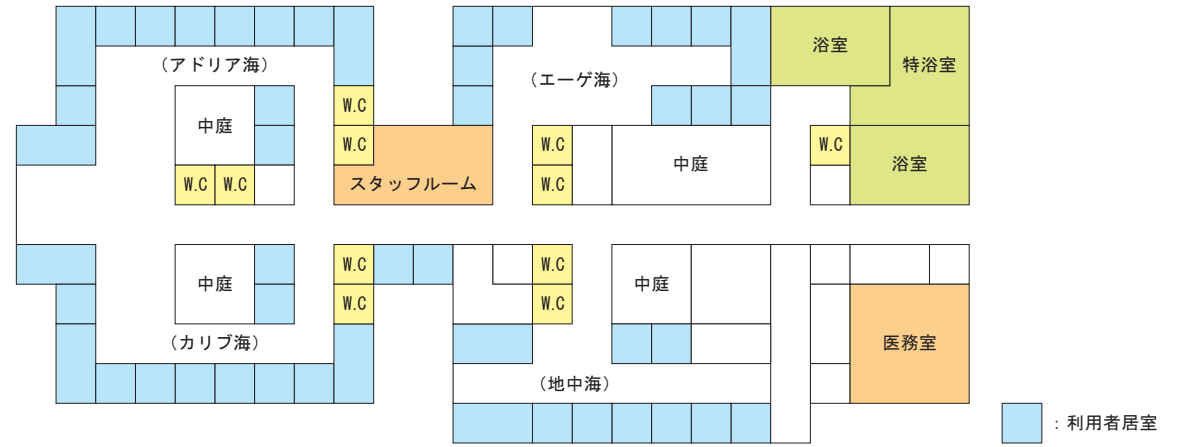 浴室
(アドリア海)
(エーゲ海)
特浴室
W.C
中庭
W.C
W.C
W.C
浴室
中庭
W.C W.C
スタッフルーム
W.C
W.C
W.C
中庭
中庭
W.C
W.C
(カリブ海)
医務室
(地中海)
：利用者居室